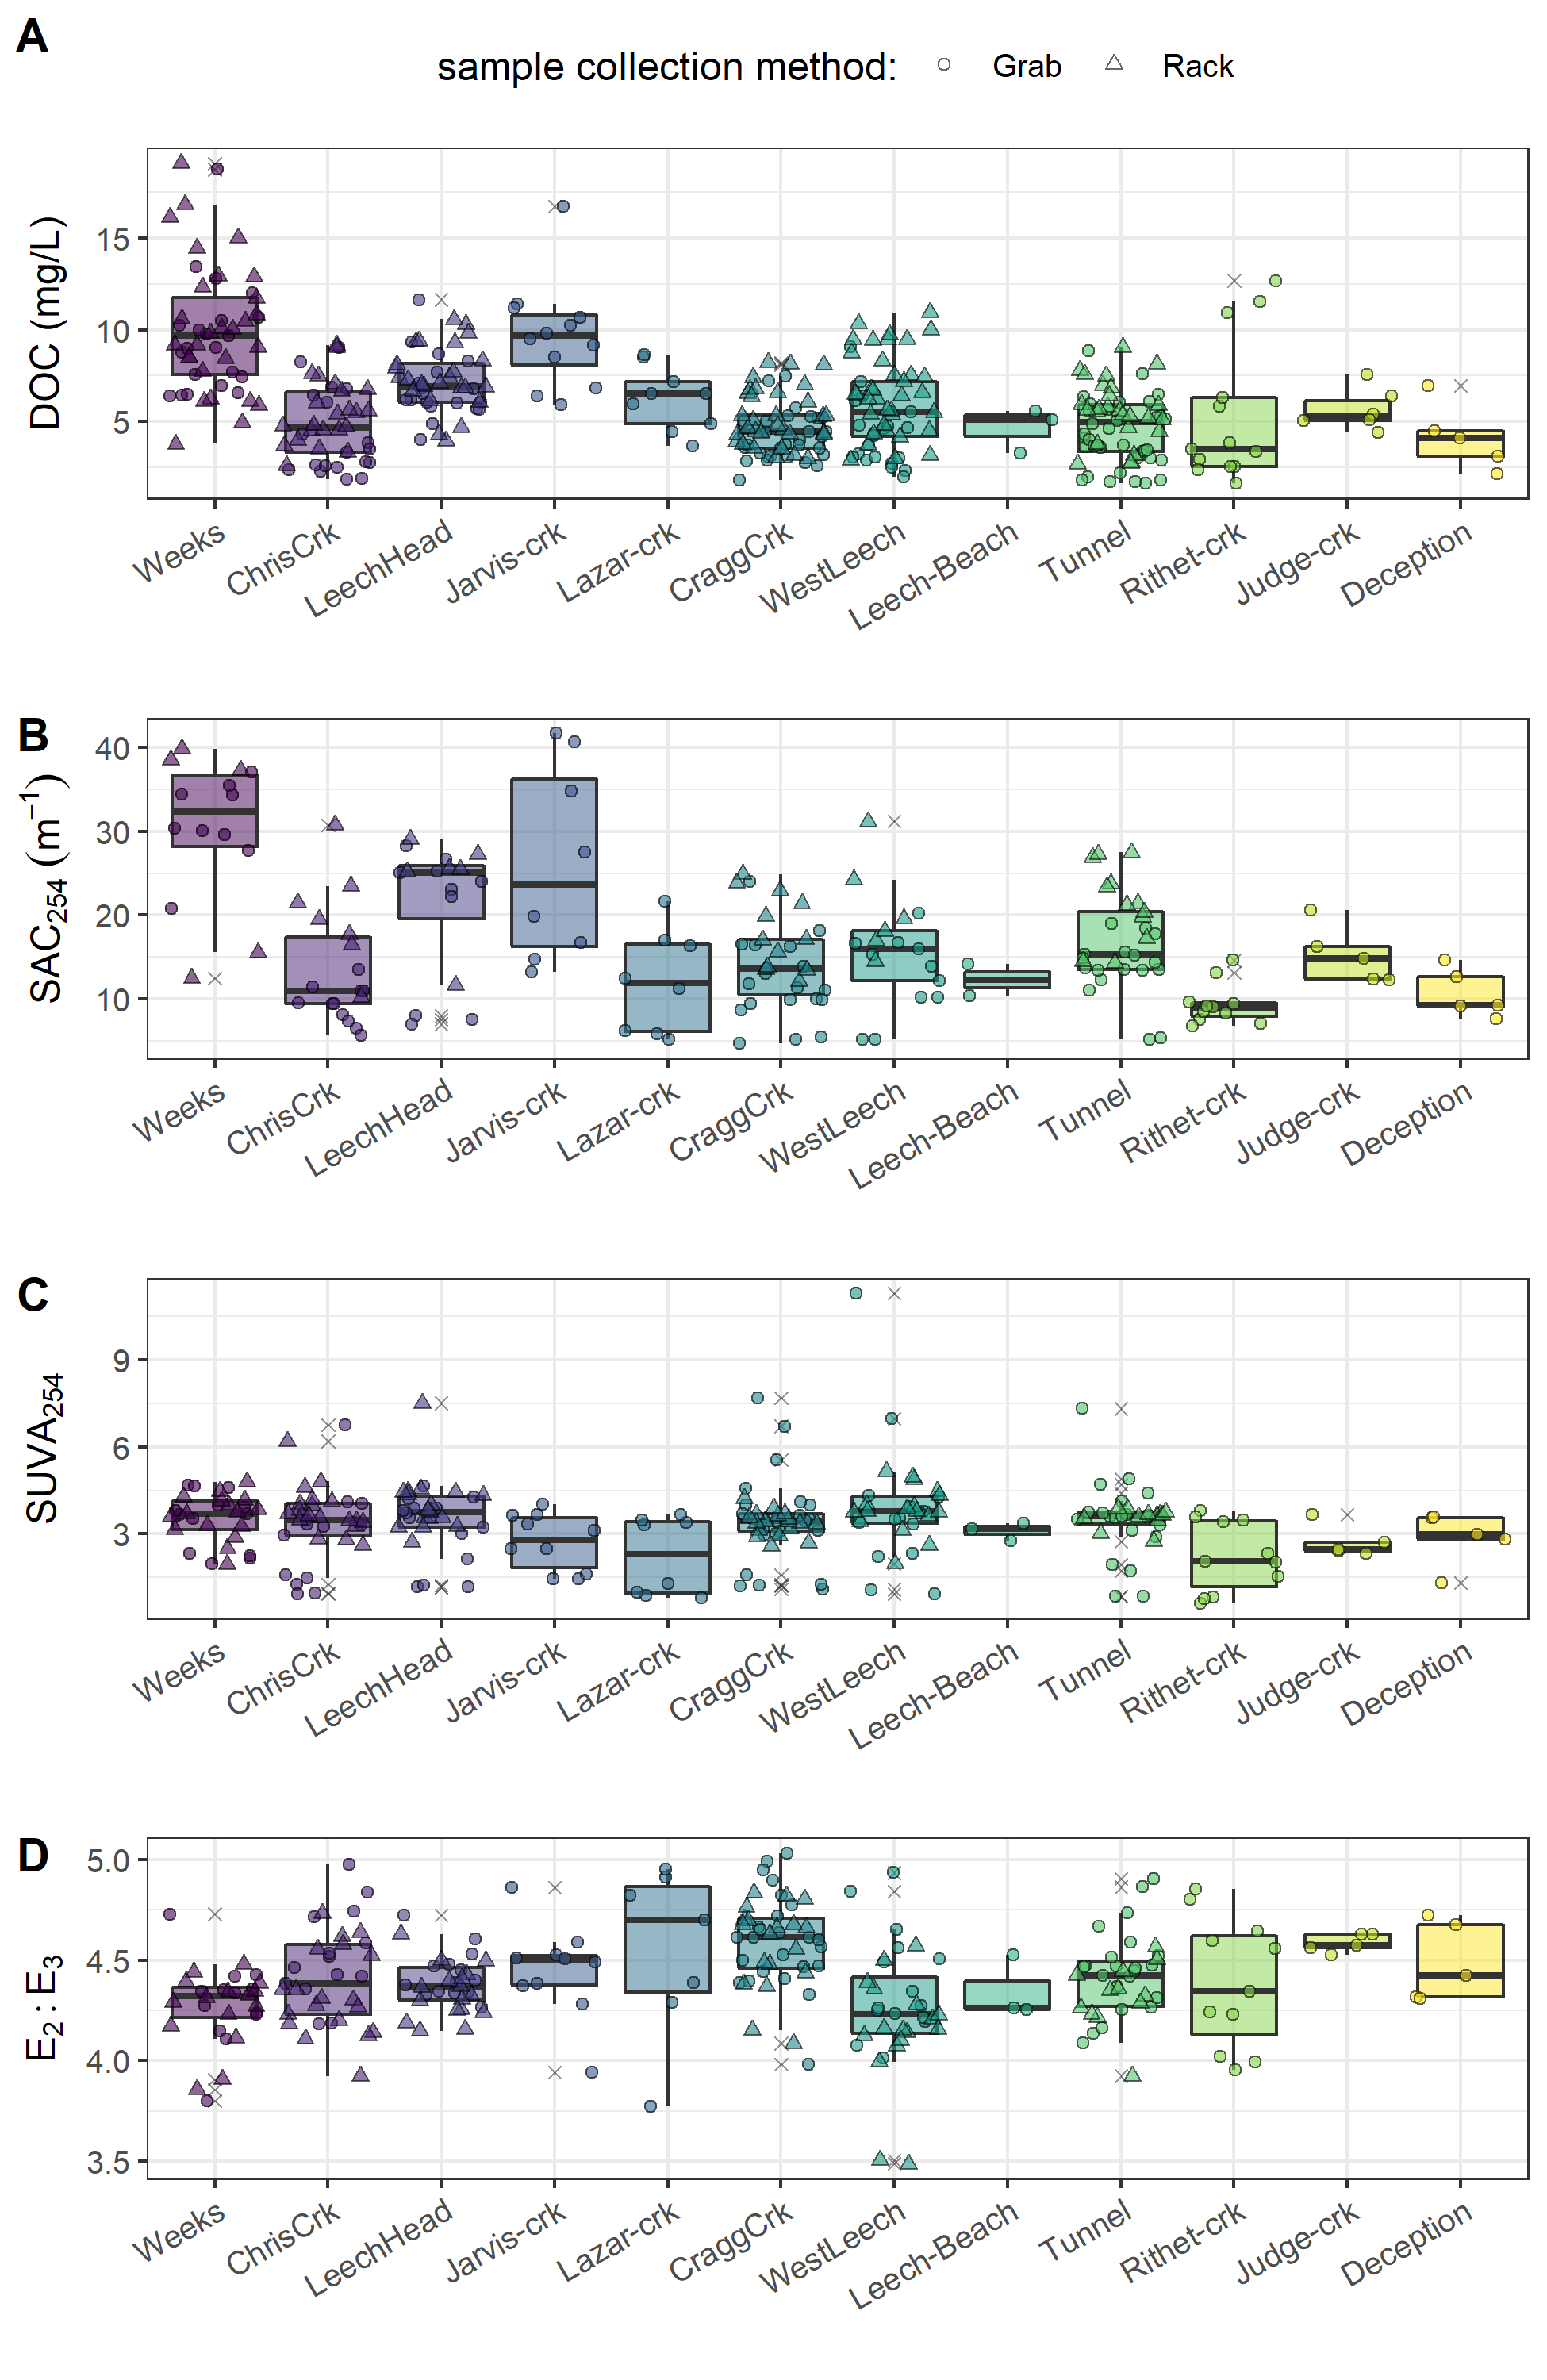 A
sample collection method: Grab Rack
DOC (mg/L)
15
10
5
Weeks ChrisCrk LeechHead Jarvis-crk Lazar-crk CraggCrk WestLeech Leech-Beach Tunnel Rithet-crk Judge-crk Deception
B
SAC254 (m−1)
40
30
20
10
Weeks ChrisCrk LeechHead Jarvis-crk Lazar-crk CraggCrk WestLeech Leech-Beach Tunnel Rithet-crk Judge-crk Deception
C
SUVA254
9
6
3
Weeks ChrisCrk LeechHead Jarvis-crk Lazar-crk CraggCrk WestLeech Leech-Beach Tunnel Rithet-crk Judge-crk Deception
D
E2 : E3
5.0
4.5
4.0
3.5
Weeks ChrisCrk LeechHead Jarvis-crk Lazar-crk CraggCrk WestLeech Leech-Beach Tunnel Rithet-crk Judge-crk Deception